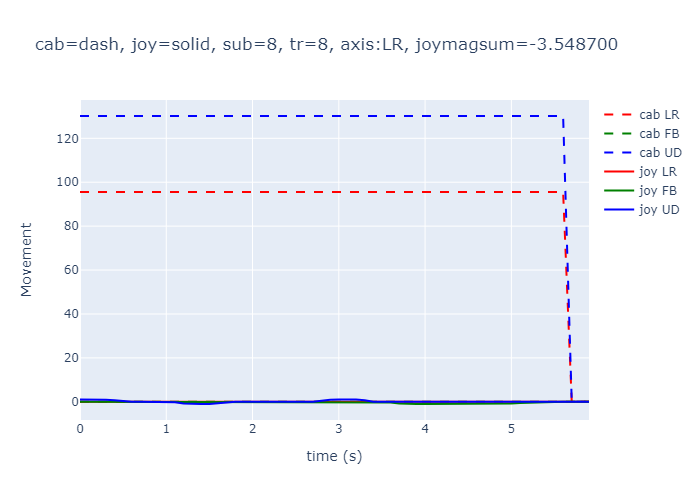 cab=dash, joy=solid, sub=8, tr=8, axis:LR, joymagsum=-3.548700
cab LR
cab FB
cab UD
joy LR
joy FB
joy UD
Movement
120
100
80
60
40
20
0
0 1 2 3 4 5
time (s)